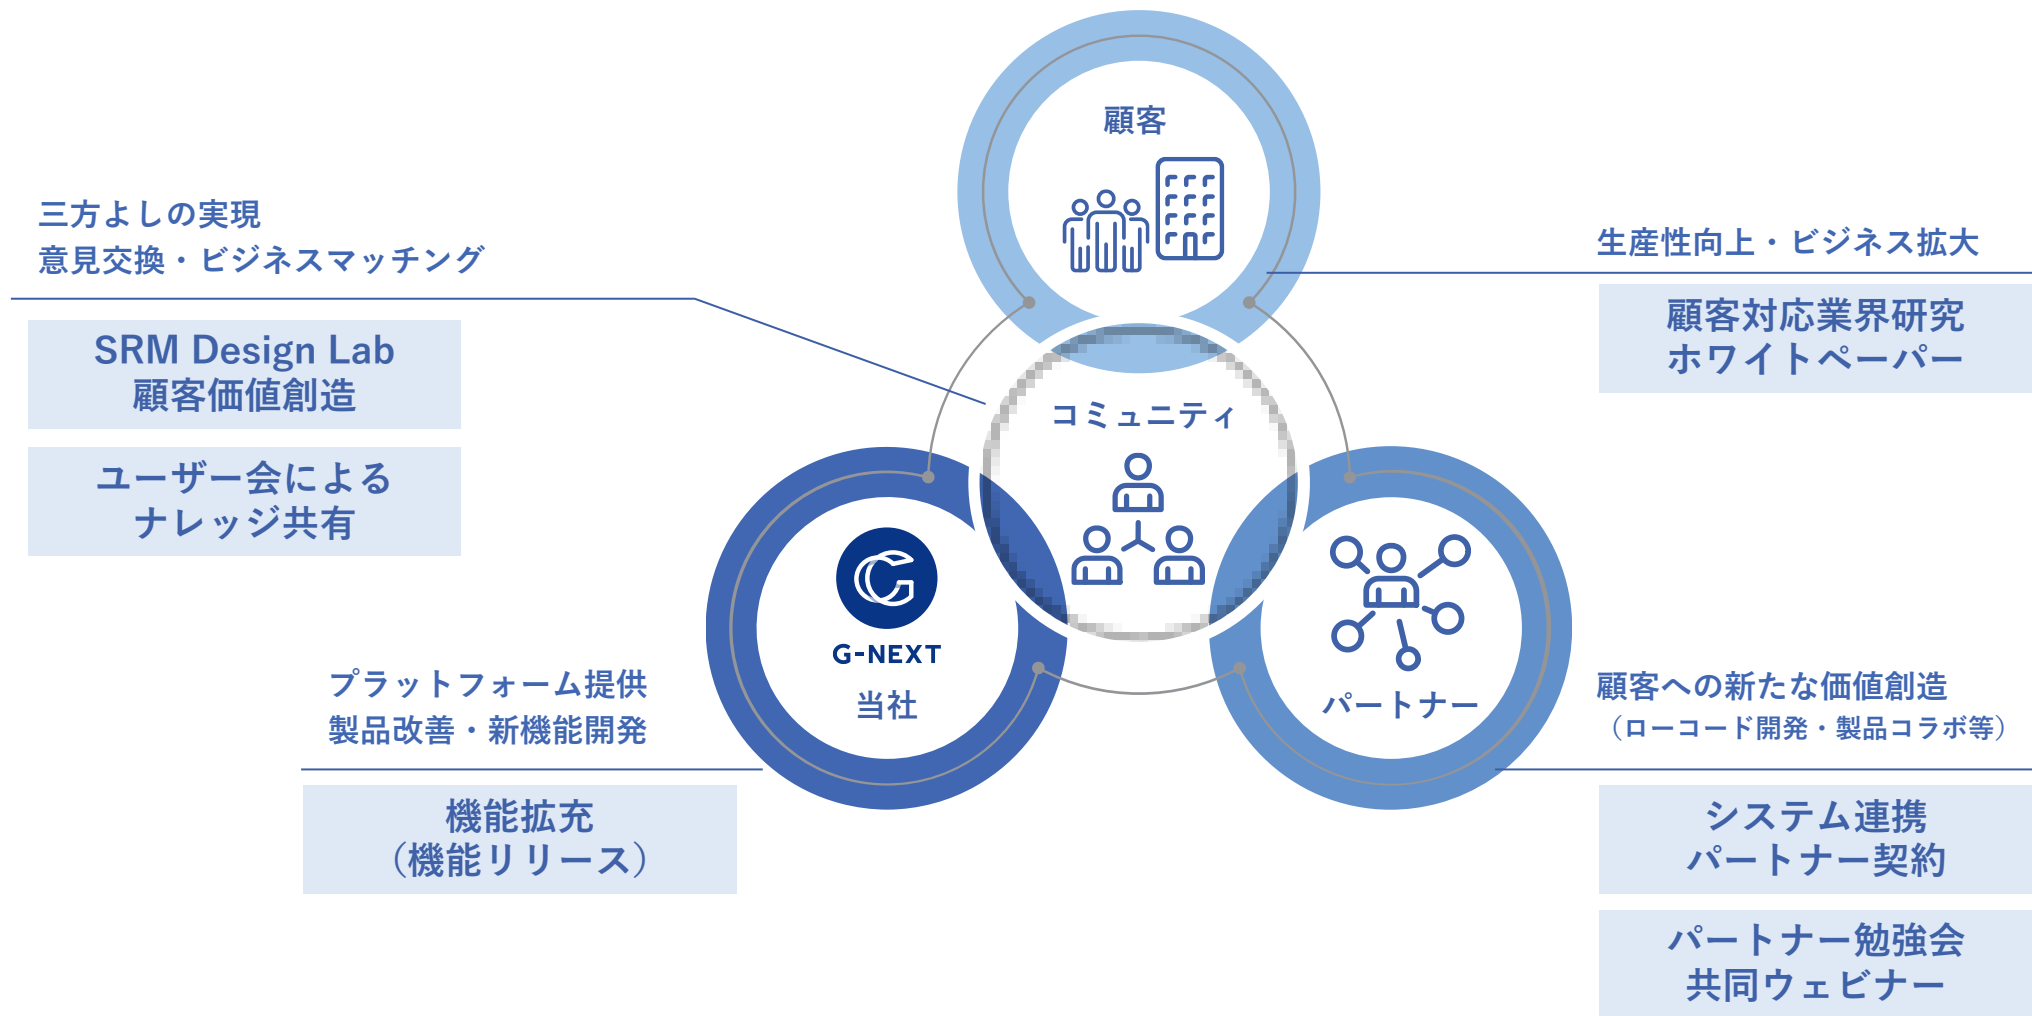 顧客
三方よしの実現
意見交換・ビジネスマッチング
SRM Design Lab
顧客価値創造
ユーザー会による
ナレッジ共有
生産性向上・ビジネス拡大
顧客対応業界研究
ホワイトペーパー
コミュニティ
G-NEXT
当社
パートナー
プラットフォーム提供
製品改善・新機能開発
機能拡充
（機能リリース）
顧客への新たな価値創造
（ローコード開発・製品コラボ等）
システム連携
パートナー契約
パートナー勉強会
共同ウェビナー